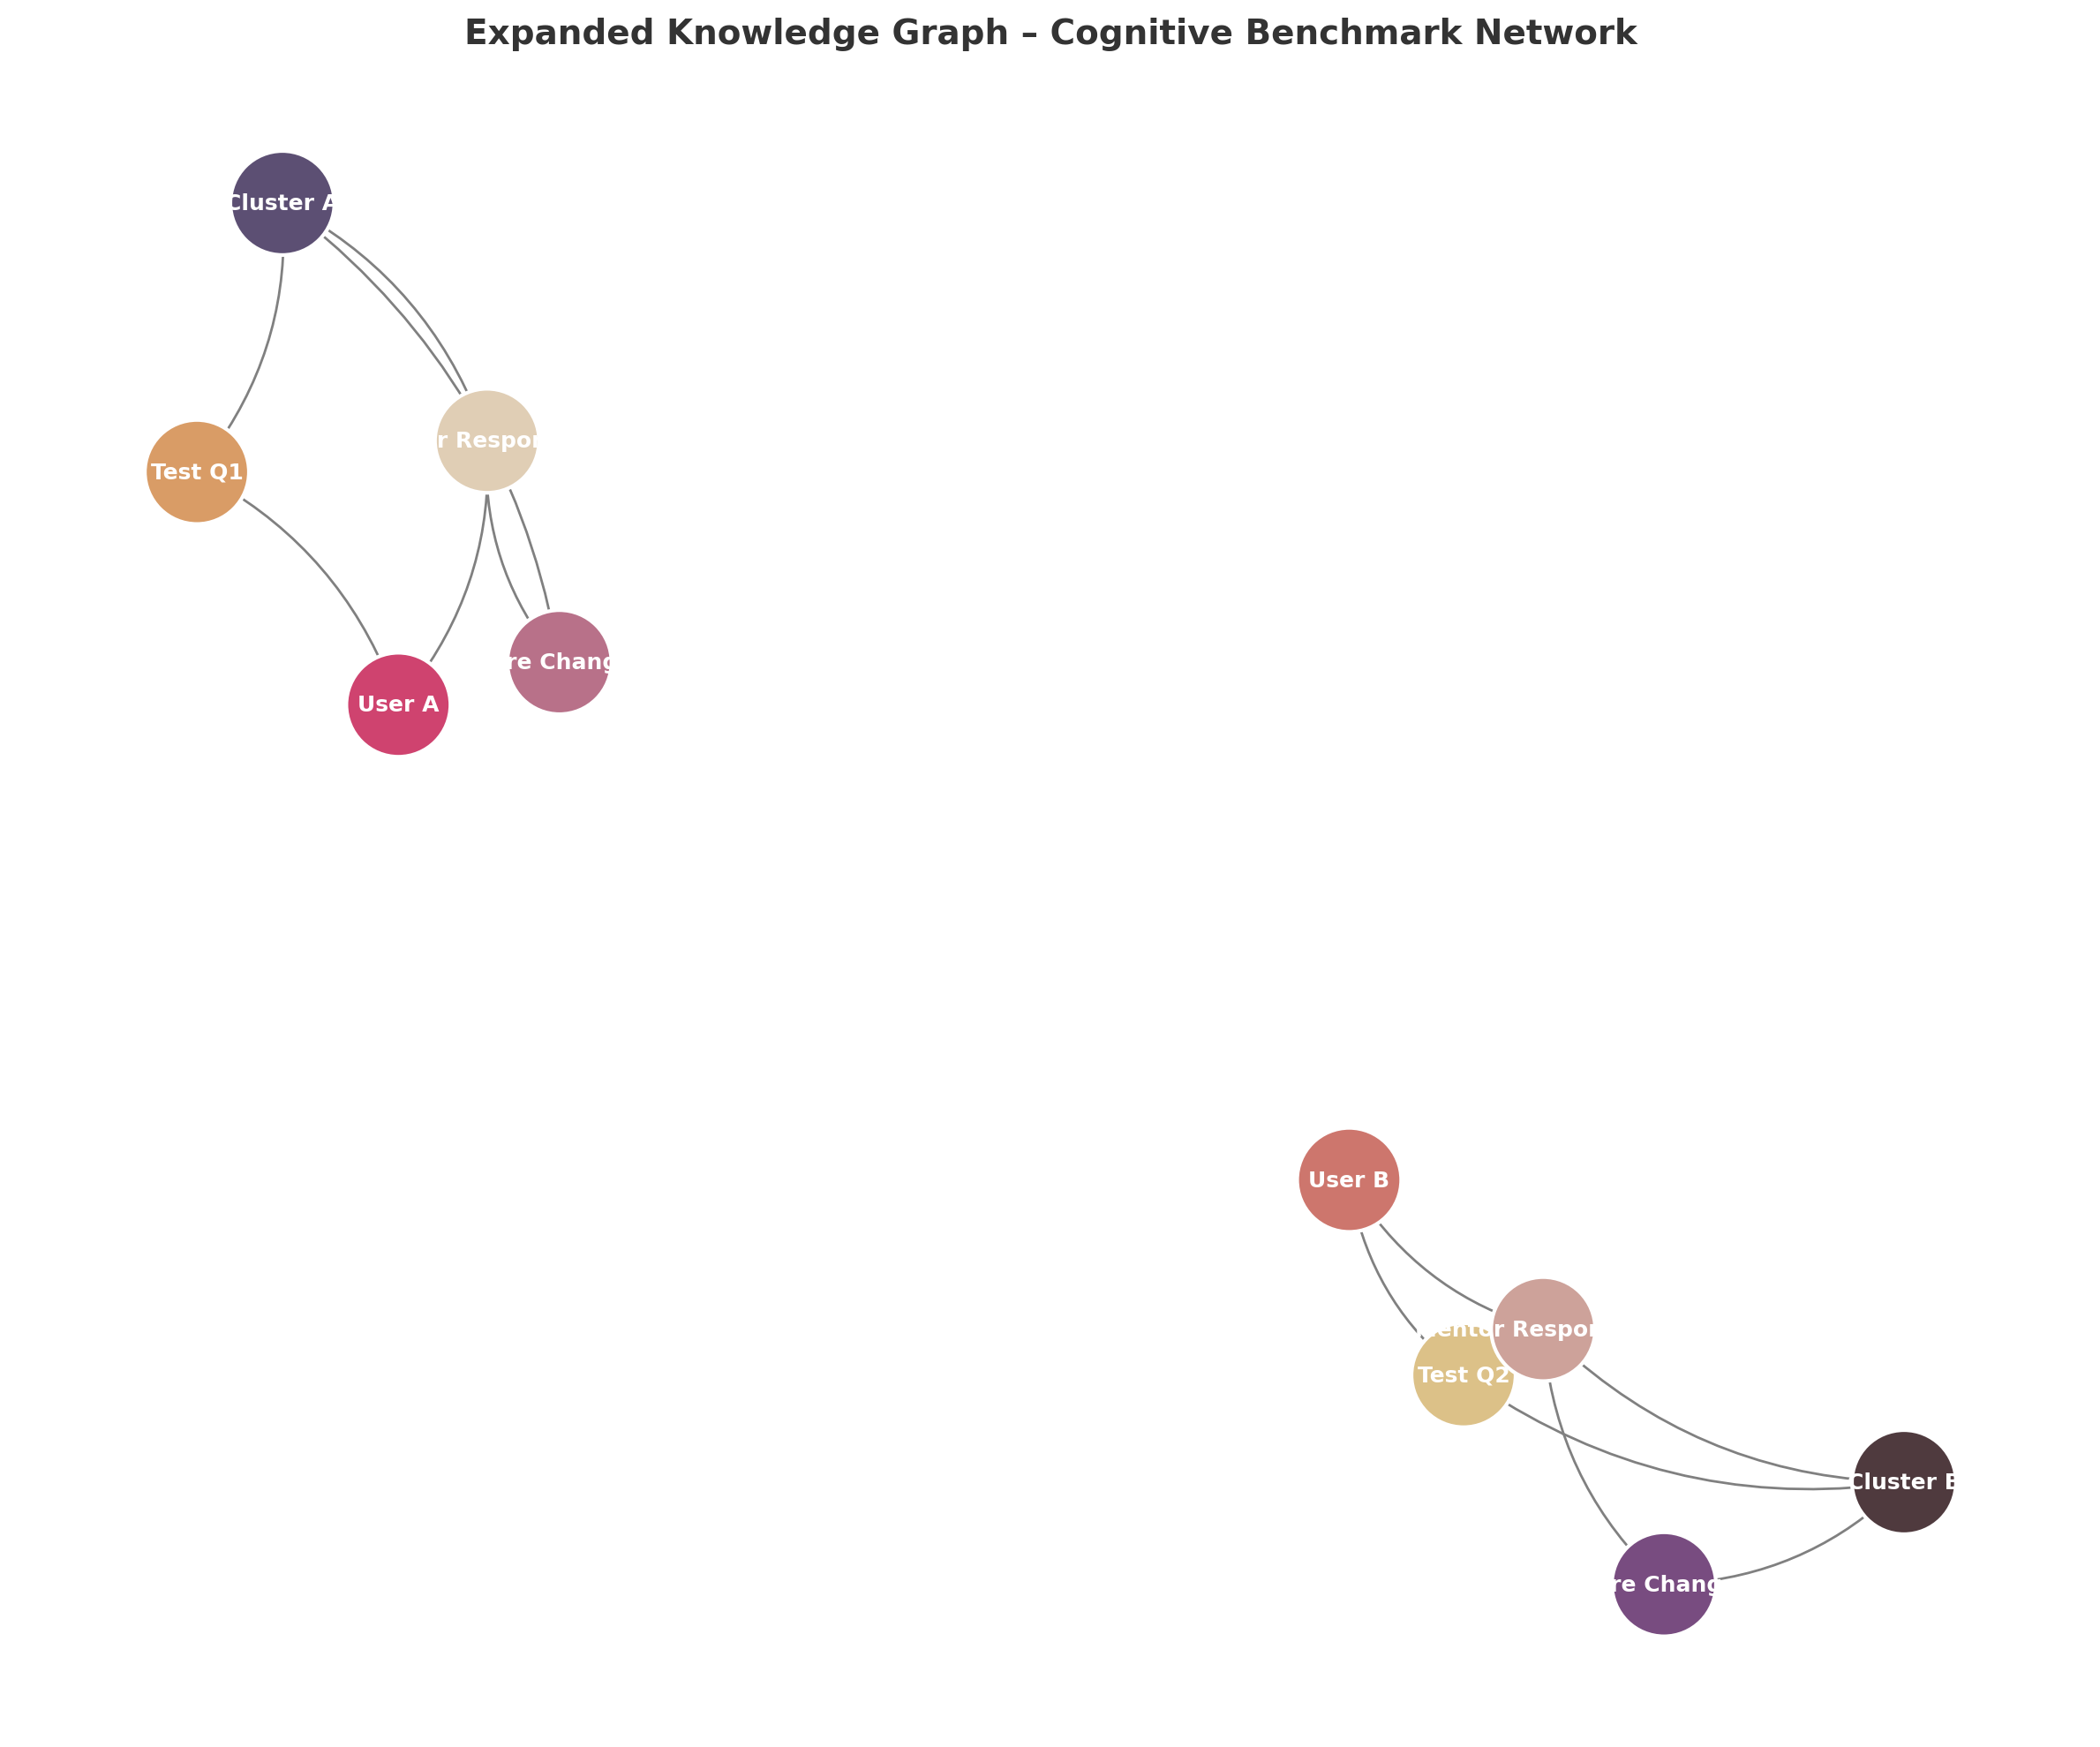 Expanded Knowledge Graph – Cognitive Benchmark Network
Cluster A
r Respon
Test Q1
re Chang
User A
User B
entor Respon
Test Q2
Cluster B
re Chang